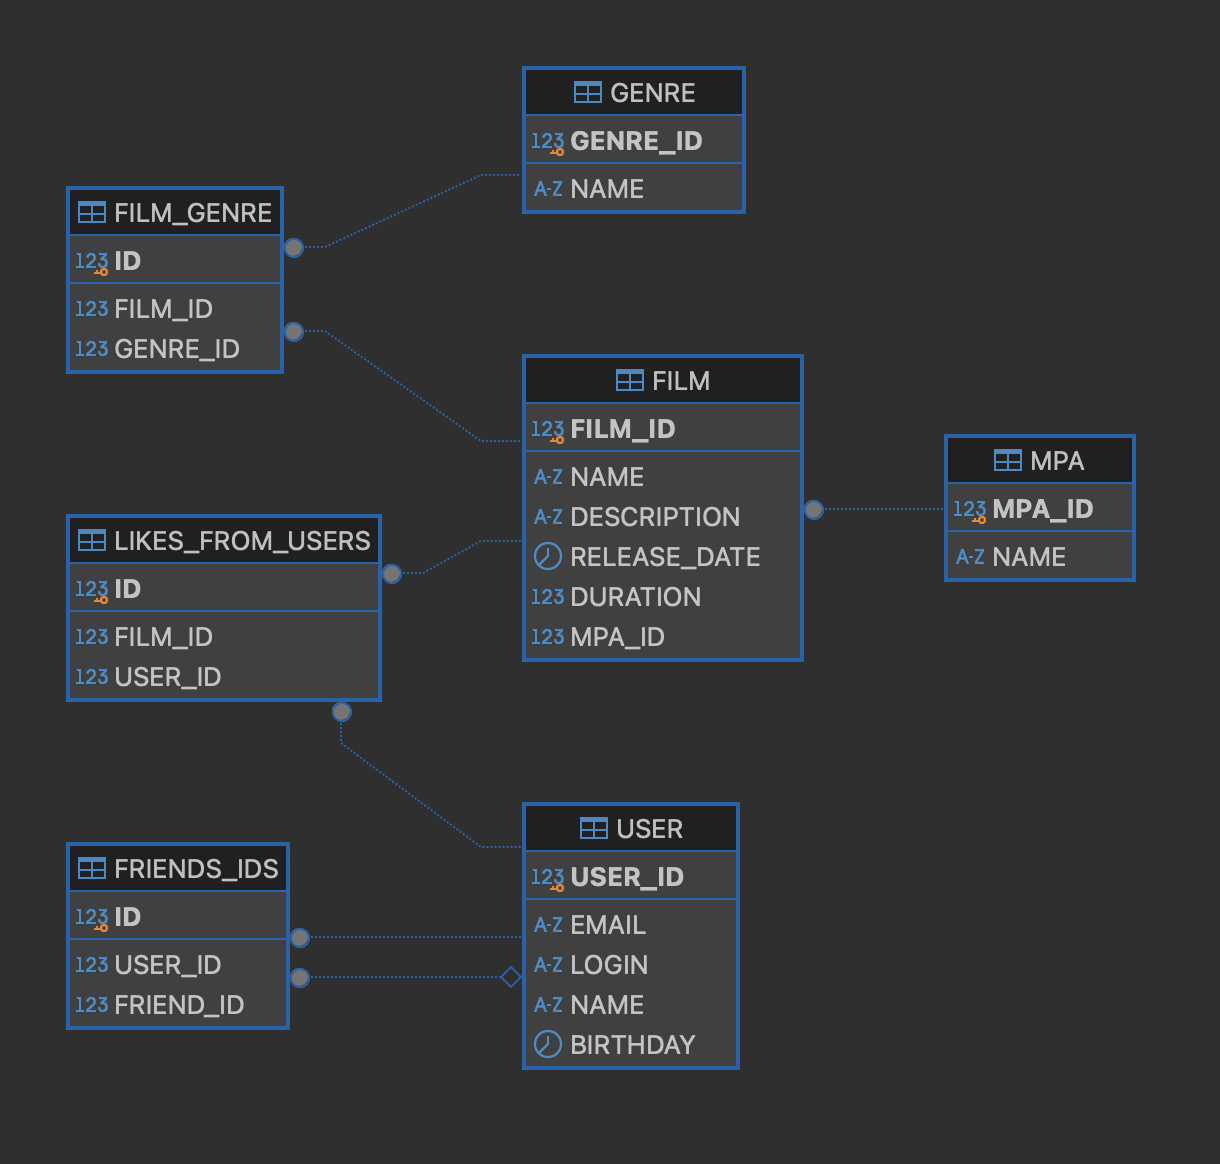 GENRE
123 GENRE_ID
A-Z NAME
FILM_GENRE
123 ID
123 FILM_ID
123 GENRE_ID
FILM
123 FILM_ID
A-Z NAME
A-Z DESCRIPTION
RELEASE_DATE
123 DURATION
123 MPA_ID
MPA
123 MPA_ID
A-Z NAME
LIKES_FROM_USERS
123 ID
123 FILM_ID
123 USER_ID
USER
123 USER_ID
A-Z EMAIL
A-Z LOGIN
A-Z NAME
BIRTHDAY
FRIENDS_IDS
123 ID
123 USER_ID
123 FRIEND_ID